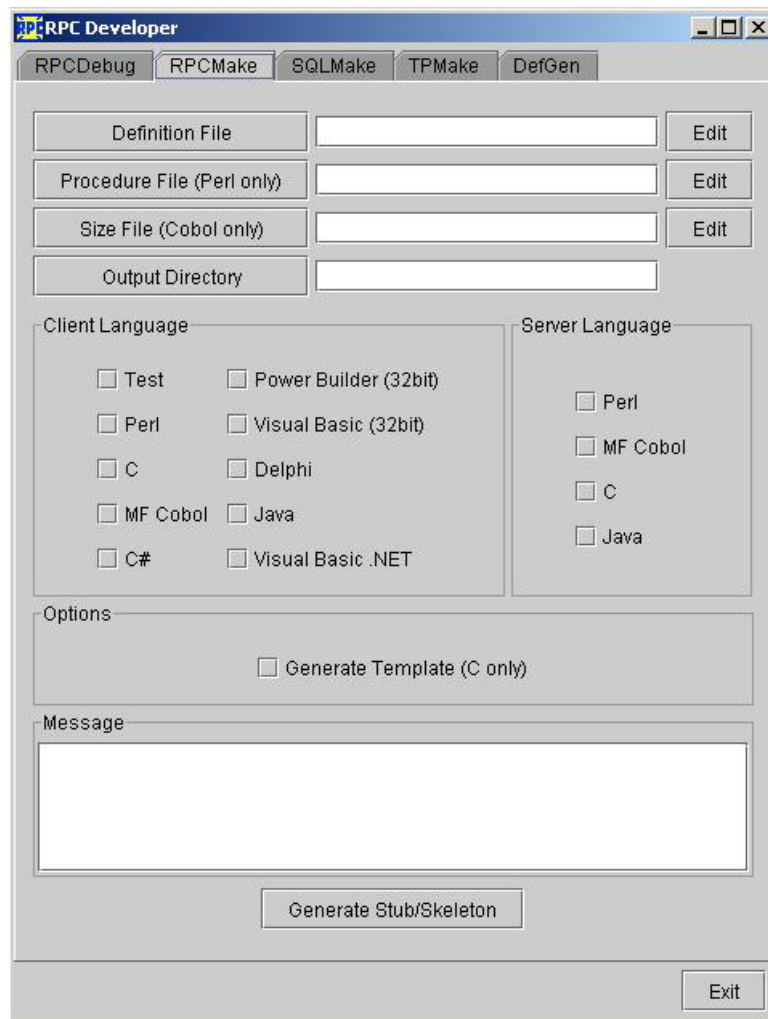 RPC RPC Developer
RPCDebug RPCMake SQLMake TPMake DefGen
Definition File Edit
Procedure File (Perl only) Edit
Size File (Cobol only) Edit
Output Directory
Client Language Server Language
Test Power Builder (32bit)
Perl
Perl Visual Basic (32bit)
MF Cobol
C Delphi
C
MF Cobol Java
Java
C# Visual Basic .NET
Options
Generate Template (C only)
Message
Generate Stub/Skeleton
Exit